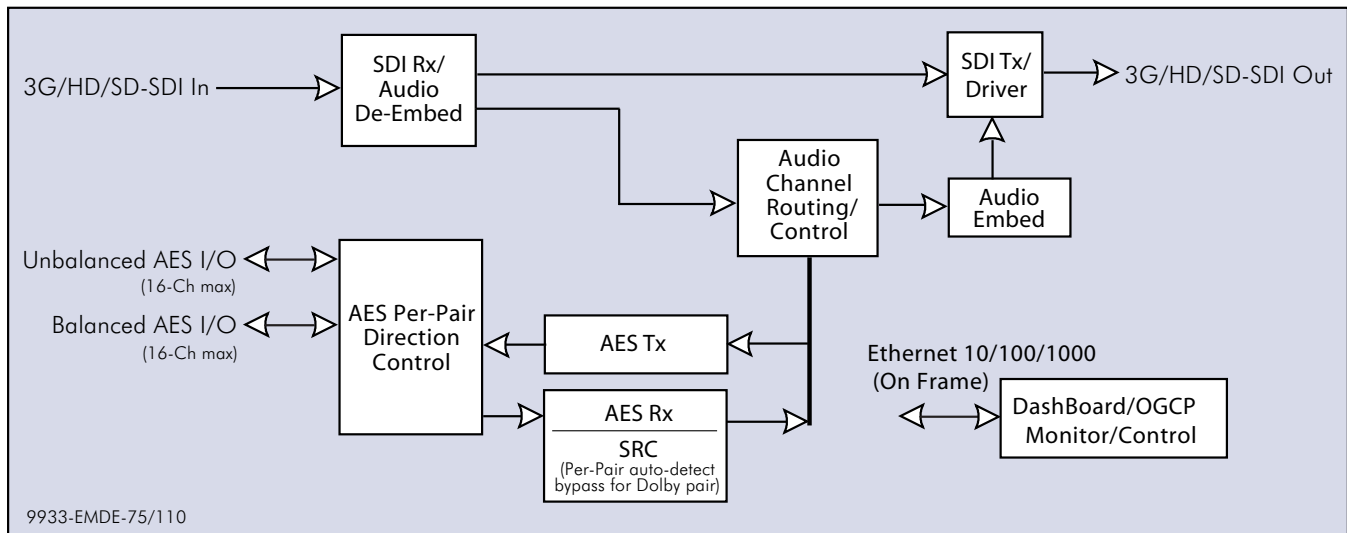 3G/HD/SD-SDI In
SDI Rx/
Audio
De-Embed
SDI Tx/
Driver
3G/HD/SD-SDI Out
Audio
Channel
Routing/
Control
Audio
Embed
Unbalanced AES I/O
(16-Ch max)
Balanced AES I/O
(16-Ch max)
AES Per-Pair
Direction
Control
AES Tx
AES Rx
SRC
(Per-Pair auto-detect
bypass for Dolby pair)
Ethernet 10/100/1000
(On Frame)
DashBoard/OGCP
Monitor/Control
9933-EMDE-75/110